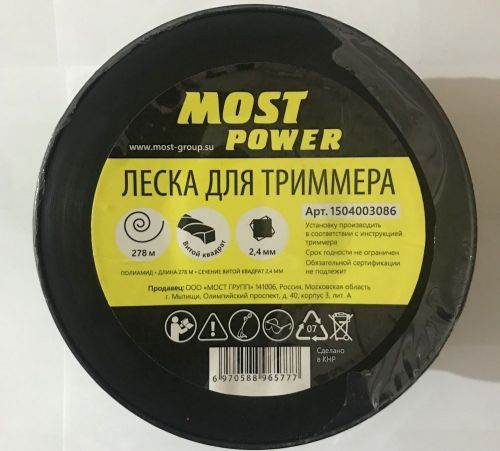 MOST
POWER
www.most-group.su
ЛЕСКА ДЛЯ ТРИММЕРА
Арт.1504003086
278 м
Витой квадрат
2,4 мм
Установку производить
в соответствии с инструкцией
триммера
Срок годности не ограничен
Обязательной сертификации
не подлежит
ПОЛИАМИД • ДЛИНА 278 М • СЕЧЕНИЕ ВИТОЙ КВАДРАТ 2,4 ММ
Продавец: ООО «МОСТ ГРУПП» 141006, Россия, Московская область
г. Мытищи, Олимпийский проспект, д. 40, корпус 3, лит. А
07
Сделано
в КНР
6 970588 965777